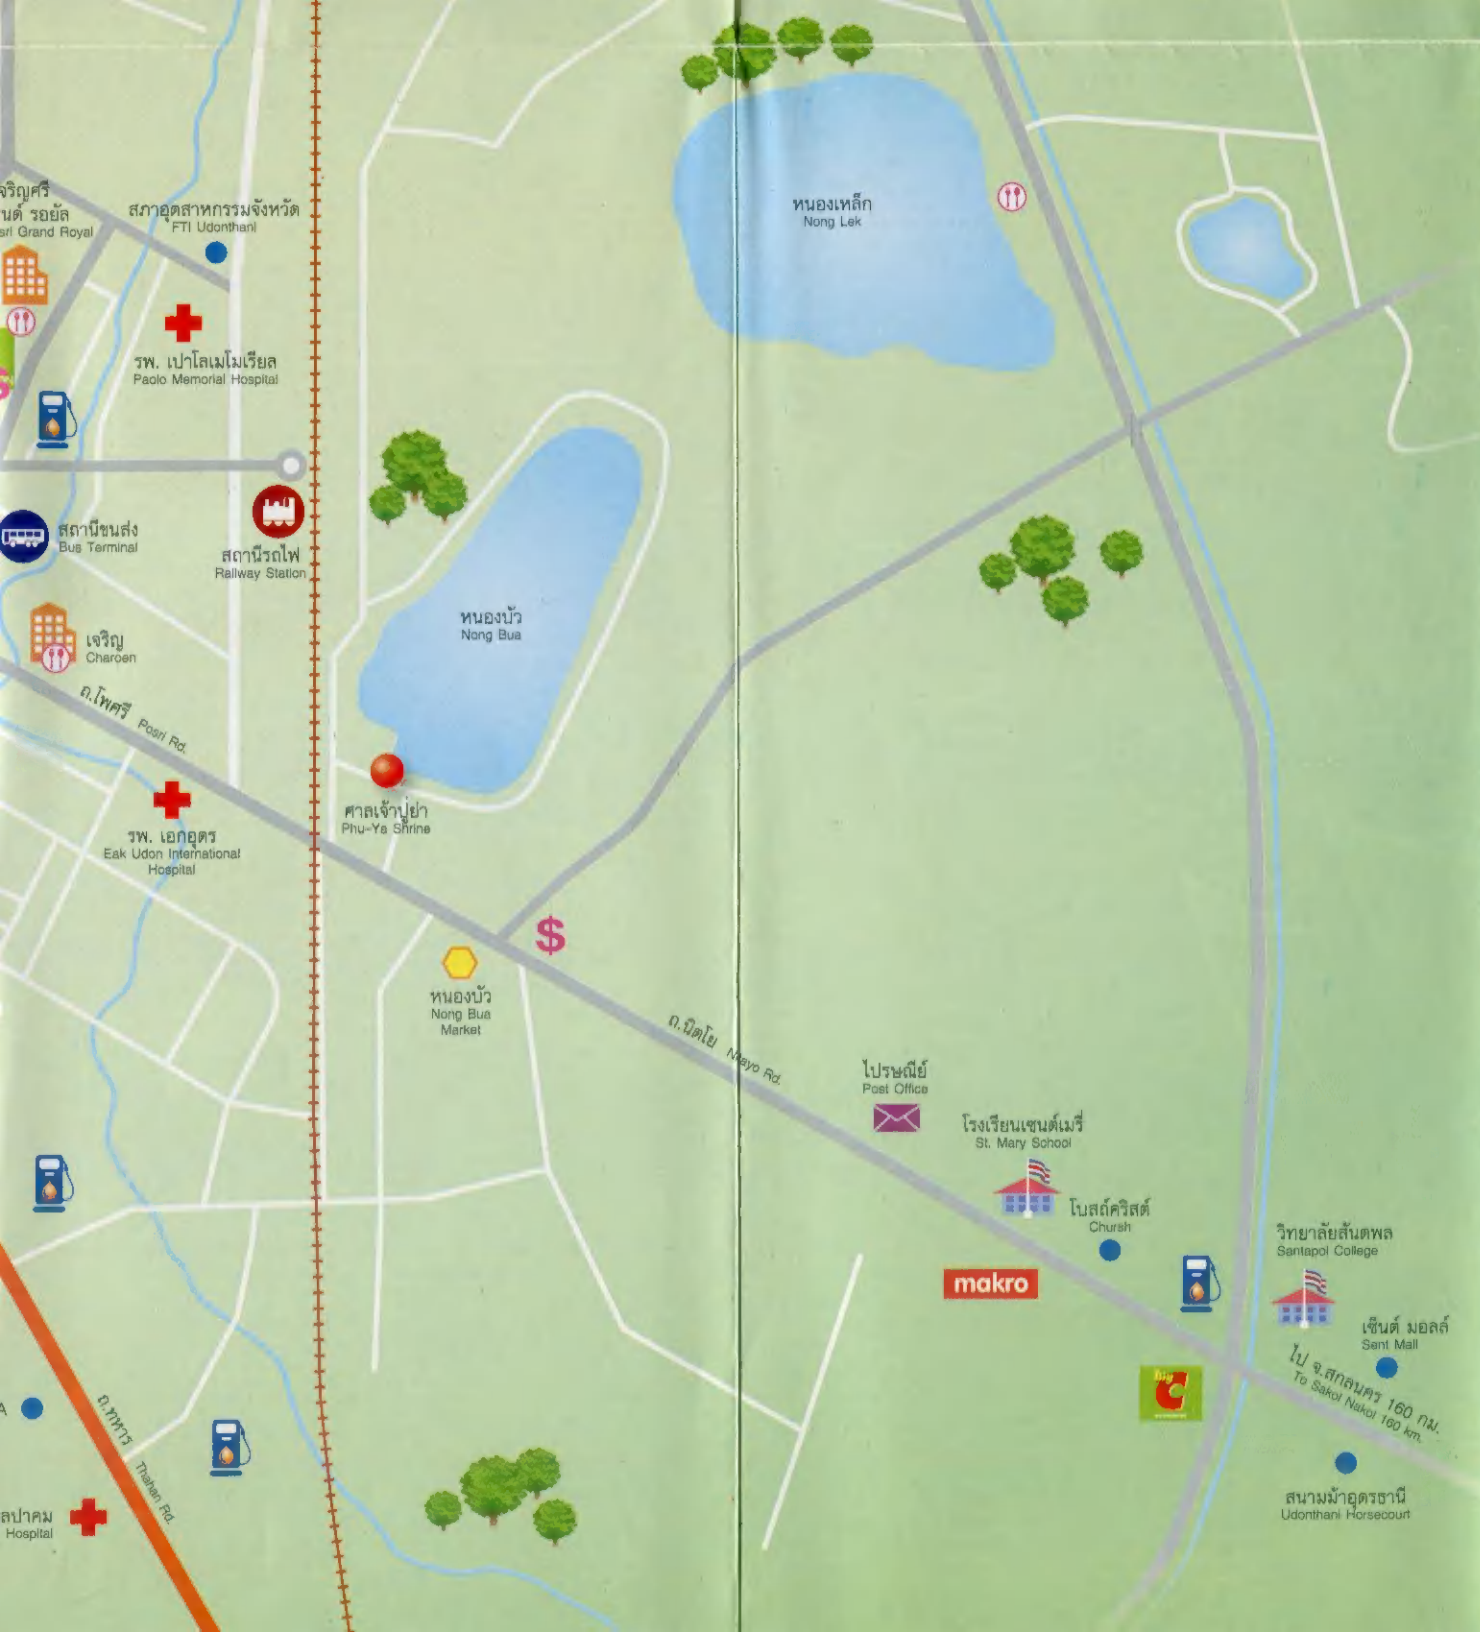 จริญศรี
นด์ รอยัล
sri Grand Royal
สภาอุตสาหกรรมจังหวัด
FTI Udonthani
รพ. เปาโลเมโมเรียล
Paolo Memorial Hospital
หนองเหล็ก
Nong Lek
สถานีขนส่ง
Bus Terminal
สถานีรถไฟ
Railway Station
เจริญ
Charoen
หนองบัว
Nong Bua
ถ.โพศรี Posri Rd.
ศาลเจ้าปู่ย่า
Phu-Ya Shrine
รพ. เอกอุดร
Eak Udon International
Hospital
$
หนองบัว
Nong Bua
Market
ถ.นิตโย Nitayo Rd.
ไปรษณีย์
Post Office
โรงเรียนเซนต์เมรี่
St. Mary School
โบสถ์คริสต์
Chursh
makro
วิทยาลัยสันตพล
Santapol College
เซ็นต์ มอลล์
Sent Mall
ไป จ.สกลนคร 160 กม.
To Sakol Nakol 160 km.
big C
สนามม้าอุดรธานี
Udonthani Horsecourt
A
ถ.ทหาร Thahan Rd.
ลปาคม
Hospital